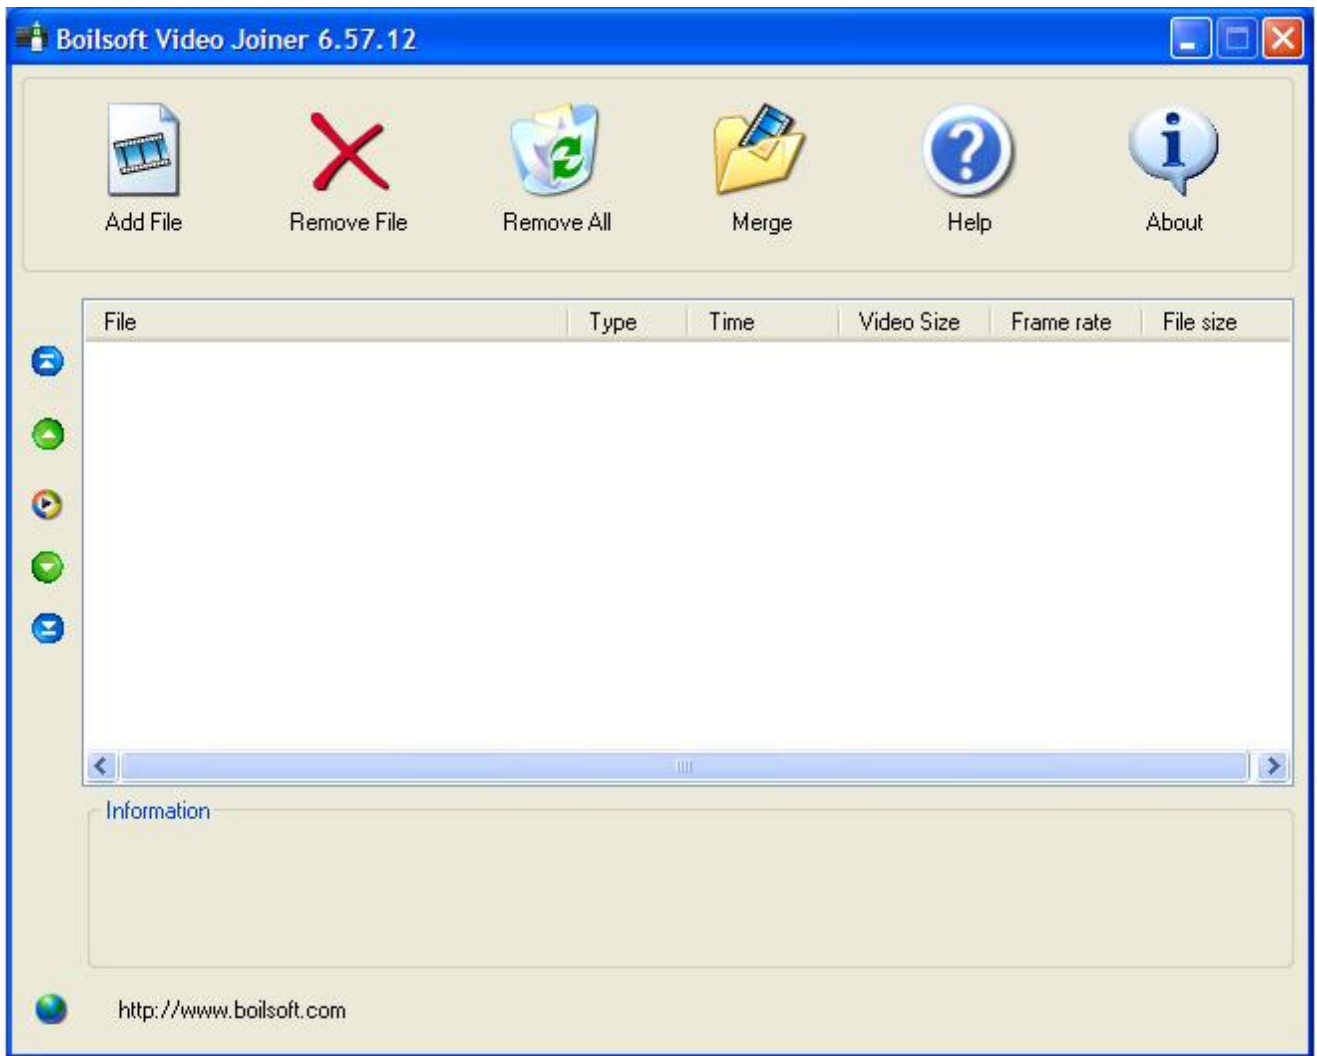 Boilsoft Video Joiner 6.57.12
Add File Remove File Remove All Merge Help About
File Type Time Video Size Frame rate File size
Information
http://www.boilsoft.com